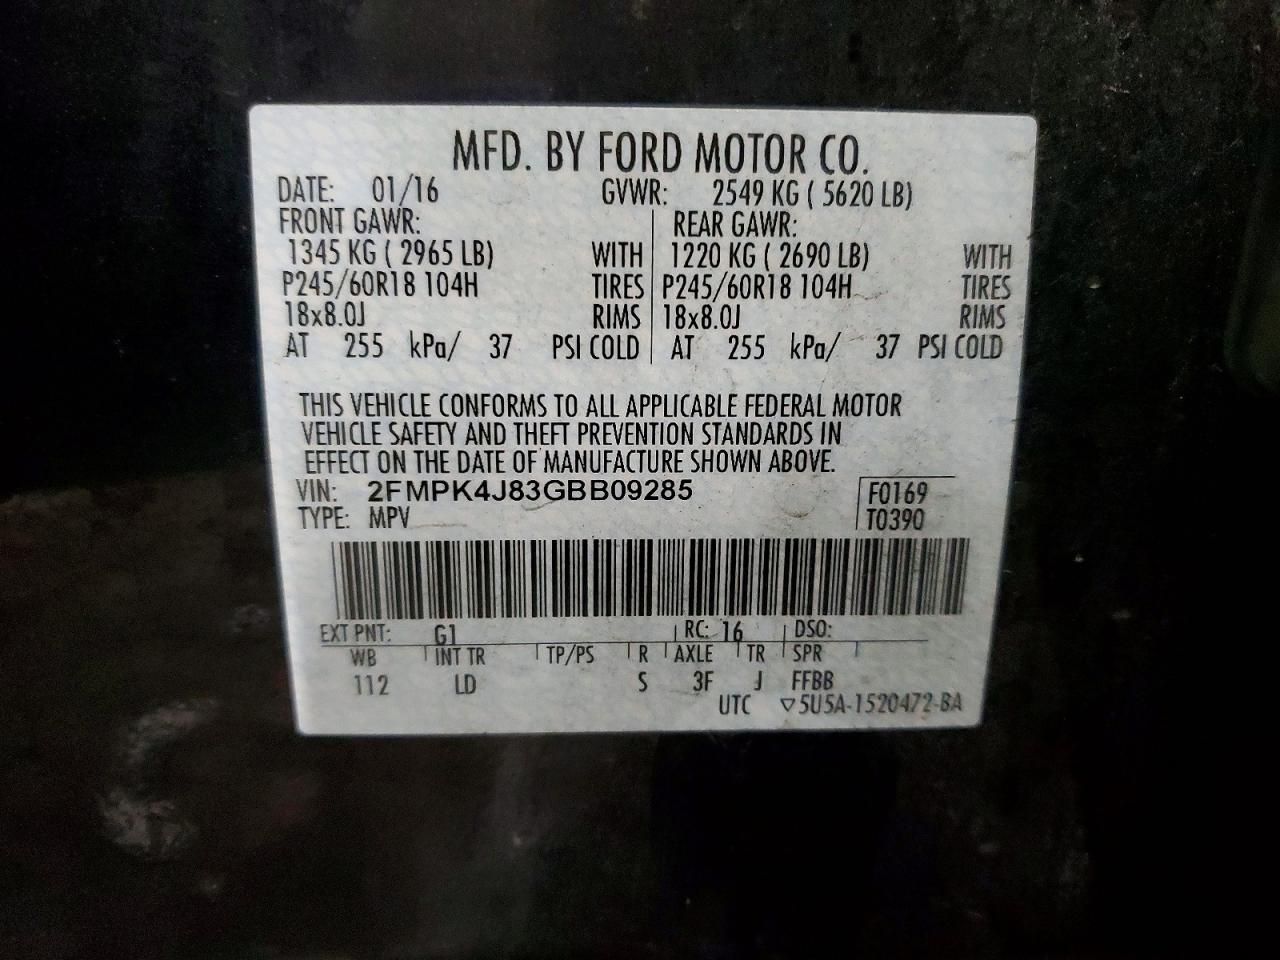 MFD. BY FORD MOTOR CO.
DATE: 01/16 GVWR: 2549 KG ( 5620 LB)
FRONT GAWR: REAR GAWR:
1345 KG ( 2965 LB) WITH 1220 KG ( 2690 LB) WITH
P245/60R18 104H TIRES P245/60R18 104H TIRES
18x8.0J RIMS 18x8.0J RIMS
AT 255 kPa/ 37 PSI COLD AT 255 kPa/ 37 PSI COLD
THIS VEHICLE CONFORMS TO ALL APPLICABLE FEDERAL MOTOR
VEHICLE SAFETY AND THEFT PREVENTION STANDARDS IN
EFFECT ON THE DATE OF MANUFACTURE SHOWN ABOVE.
VIN: 2FMPK4J83GBB09285 F0169
TYPE: MPV T0390
EXT PNT: G1 RC: 16 DSO:
WB INT TR TP/PS R AXLE TR SPR
112 LD S 3F J FFBB
UTC ▽5U5A-1520472-BA